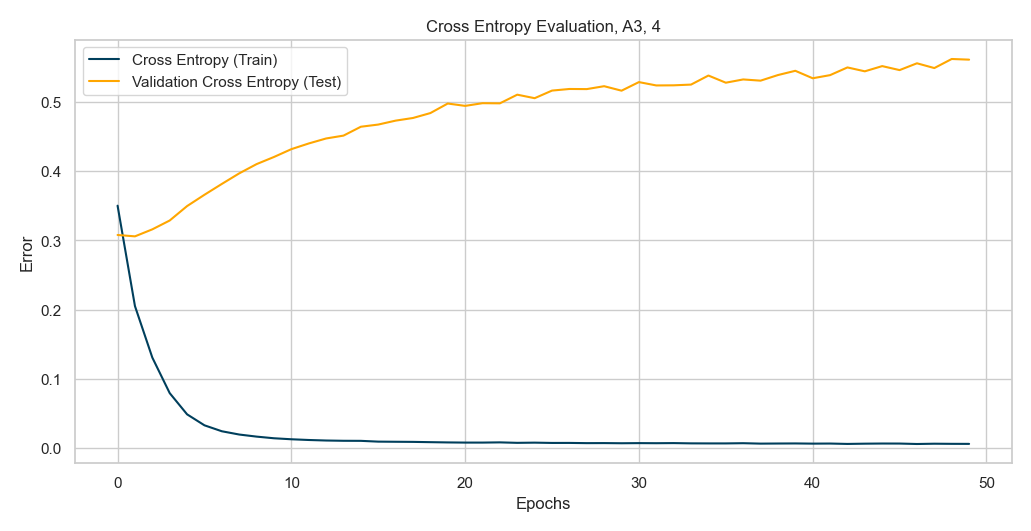 Cross Entropy Evaluation, A3, 4
Cross Entropy (Train)
Validation Cross Entropy (Test)
Error
0.5
0.4
0.3
0.2
0.1
0.0
0 10 20 30 40 50
Epochs